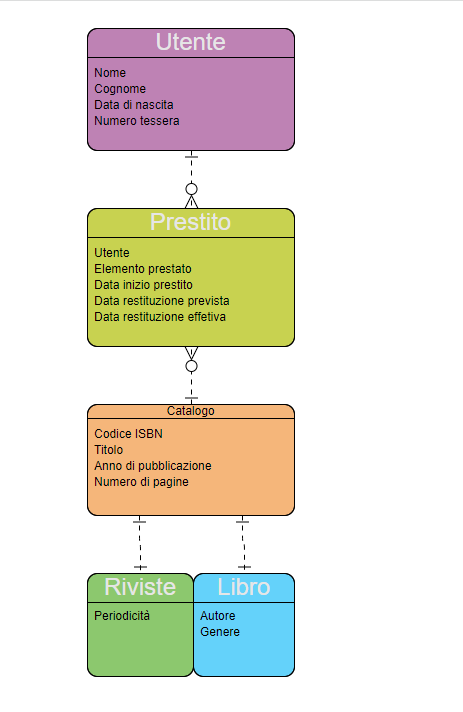 Utente
Nome
Cognome
Data di nascita
Numero tessera
Prestito
Utente
Elemento prestato
Data inizio prestito
Data restituzione prevista
Data restituzione effetiva
Catalogo
Codice ISBN
Titolo
Anno di pubblicazione
Numero di pagine
Riviste
Periodicità
Libro
Autore
Genere